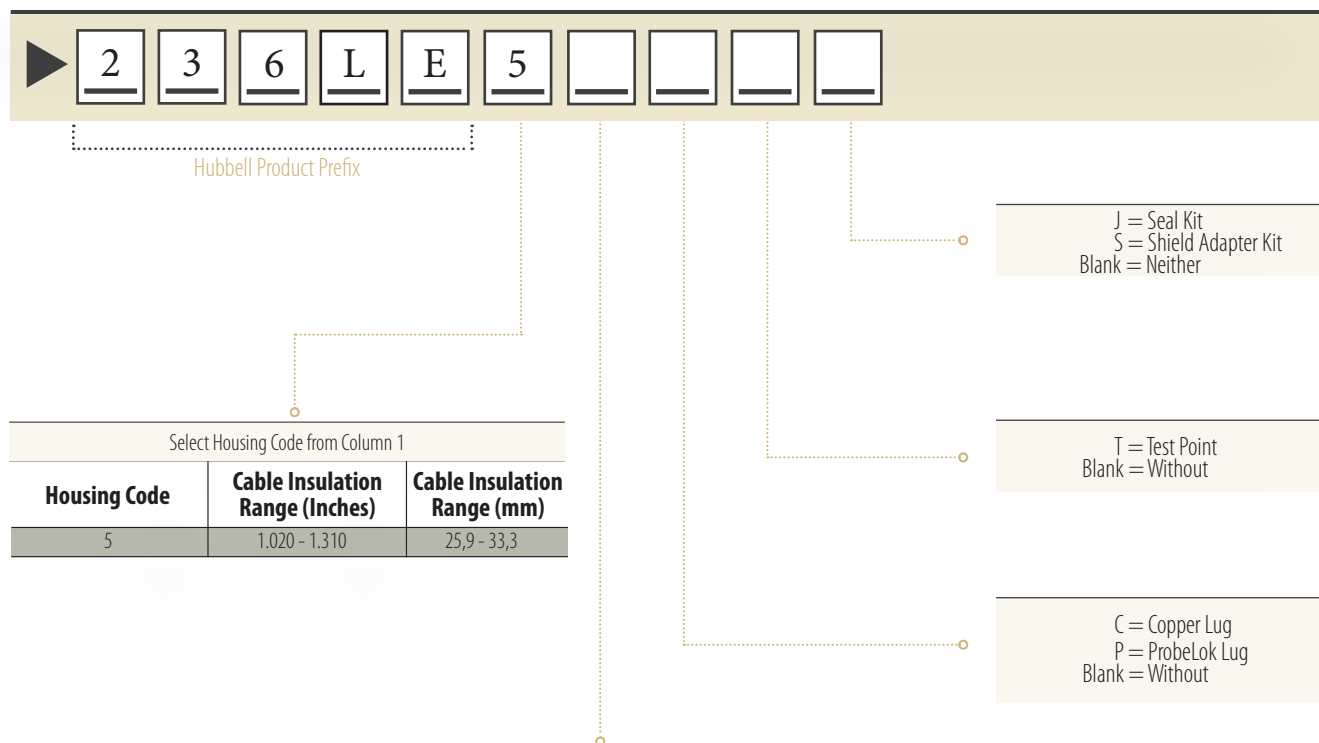 2 3 6 L E 5
Hubbell Product Prefix
J = Seal Kit
S = Shield Adapter Kit
Blank = Neither
Select Housing Code from Column 1
Housing Code Cable Insulation Range (Inches) Cable Insulation Range (mm)
5 1.020 - 1.310 25,9 - 33,3
T = Test Point
Blank = Without
C = Copper Lug
P = ProbeLok Lug
Blank = Without